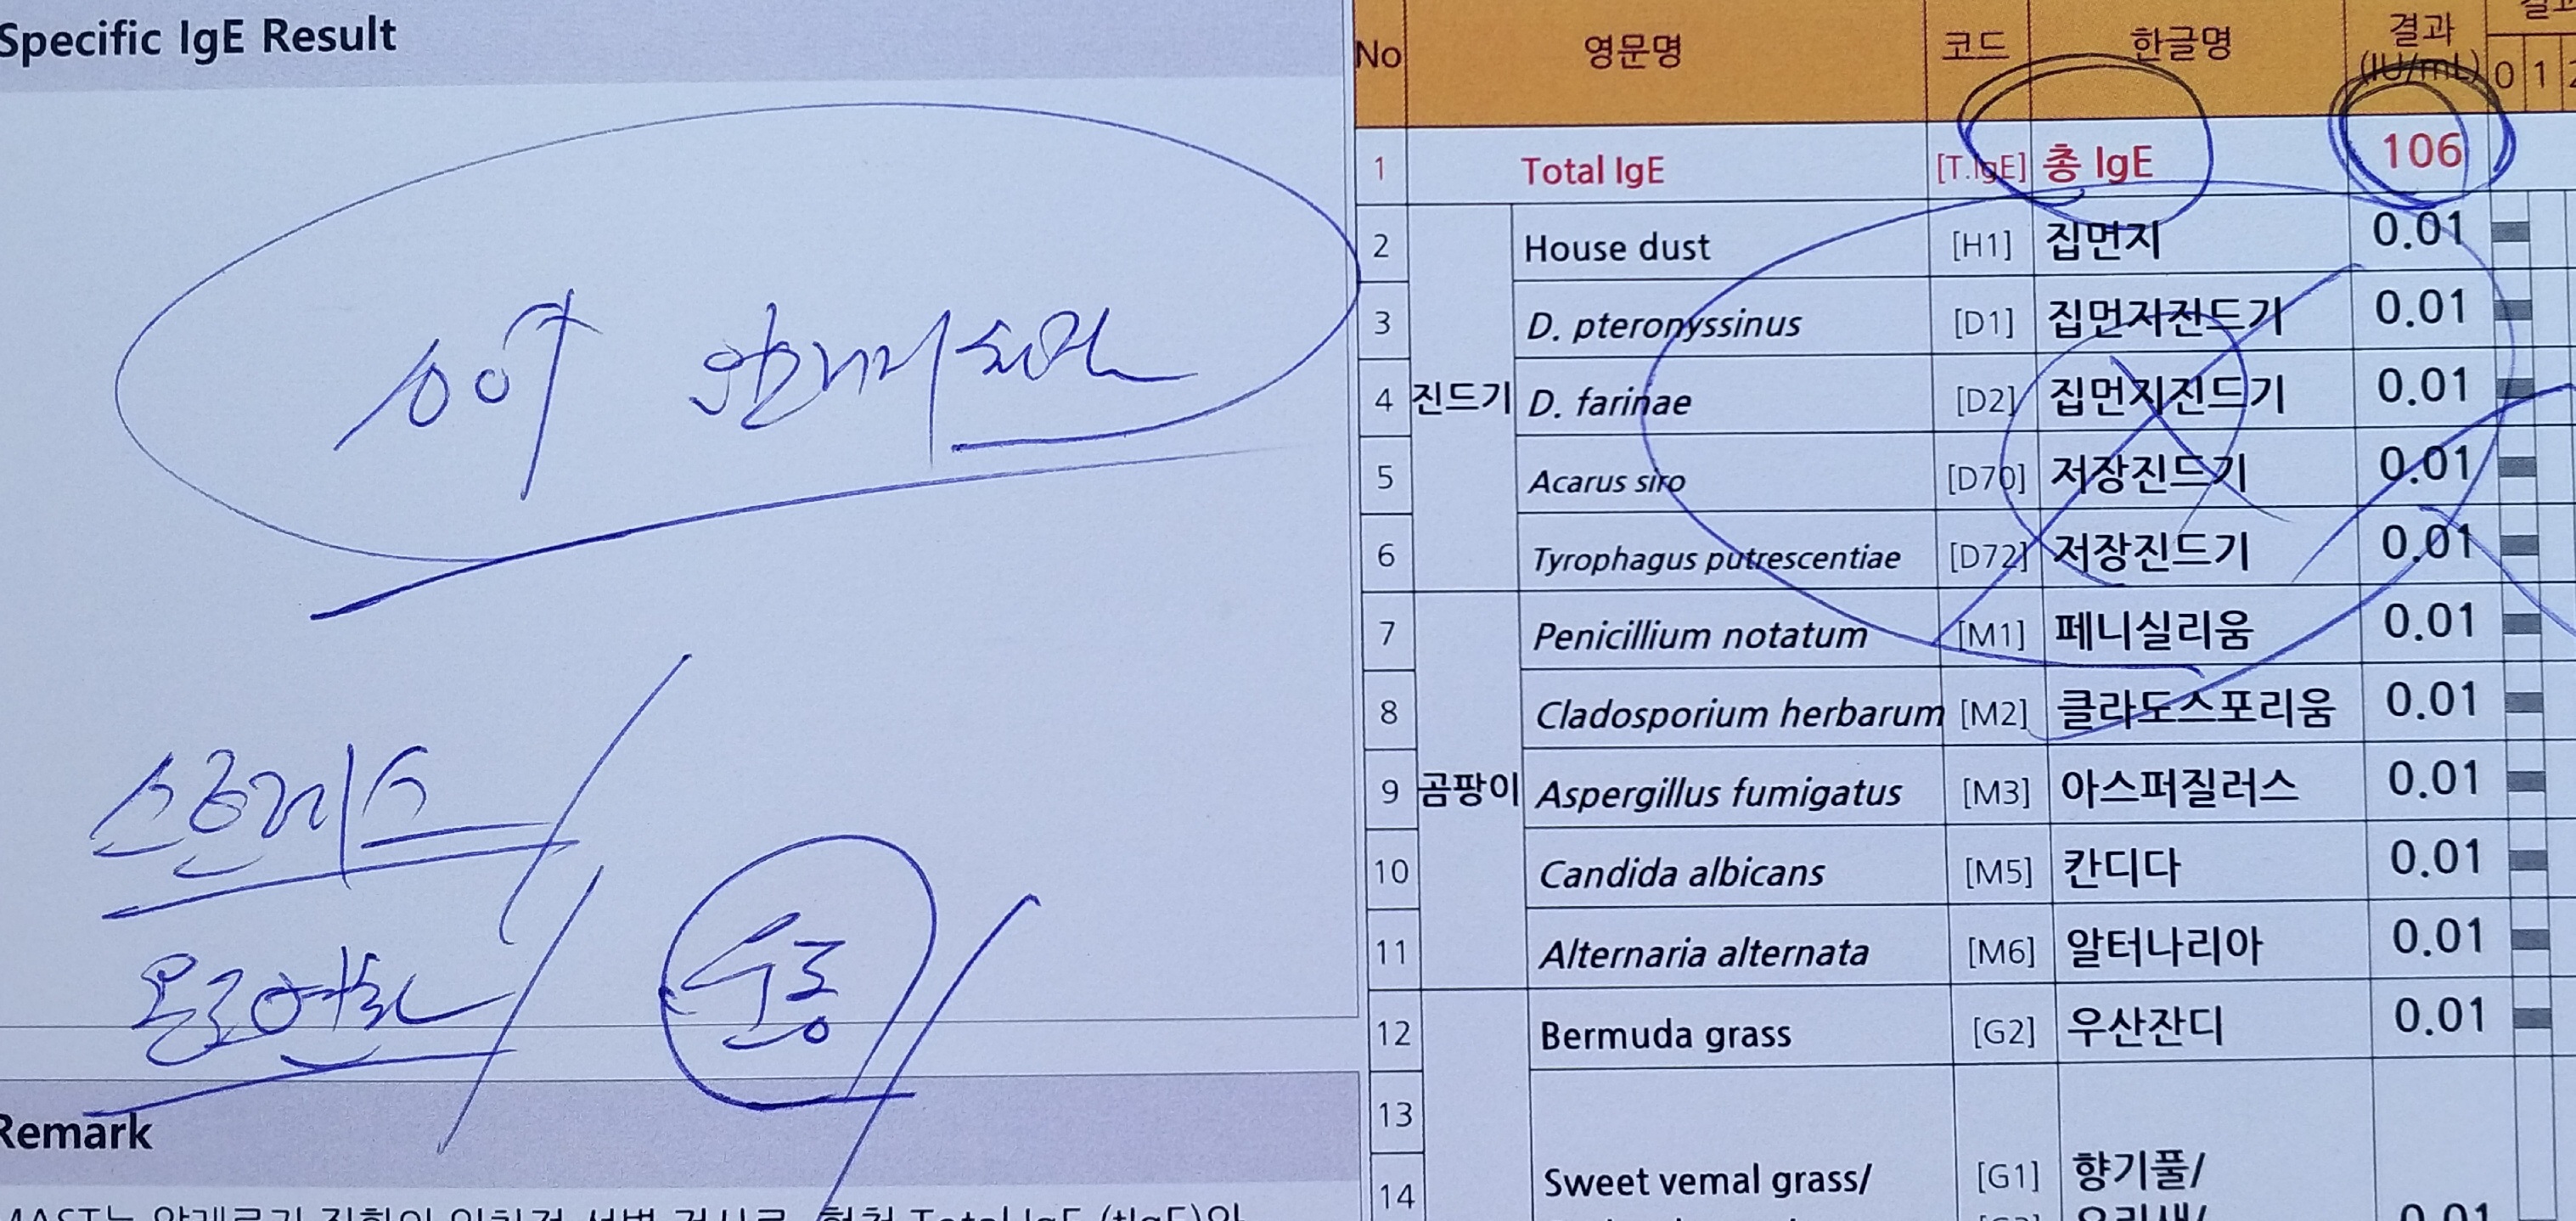 Specific IgE Result
스트레스
온도변화
운동
Remark
No 영문명 코드 한글명 결과 (IU/mL) 0 1
1 Total IgE [T.IgE] 총 IgE 106
2 House dust [H1] 집먼지 0.01
3 D. pteronyssinus [D1] 집먼지진드기 0.01
4 진드기 D. farinae [D2] 집먼지진드기 0.01
5 Acarus siro [D70] 저장진드기 0.01
6 Tyrophagus putrescentiae [D72] 저장진드기 0.01
7 Penicillium notatum [M1] 페니실리움 0.01
8 Cladosporium herbarum [M2] 클라도스포리움 0.01
9 곰팡이 Aspergillus fumigatus [M3] 아스퍼질러스 0.01
10 Candida albicans [M5] 칸디다 0.01
11 Alternaria alternata [M6] 알터나리아 0.01
12 Bermuda grass [G2] 우산잔디 0.01
13
14 Sweet vernal grass/ [G1] 향기풀/
0.01